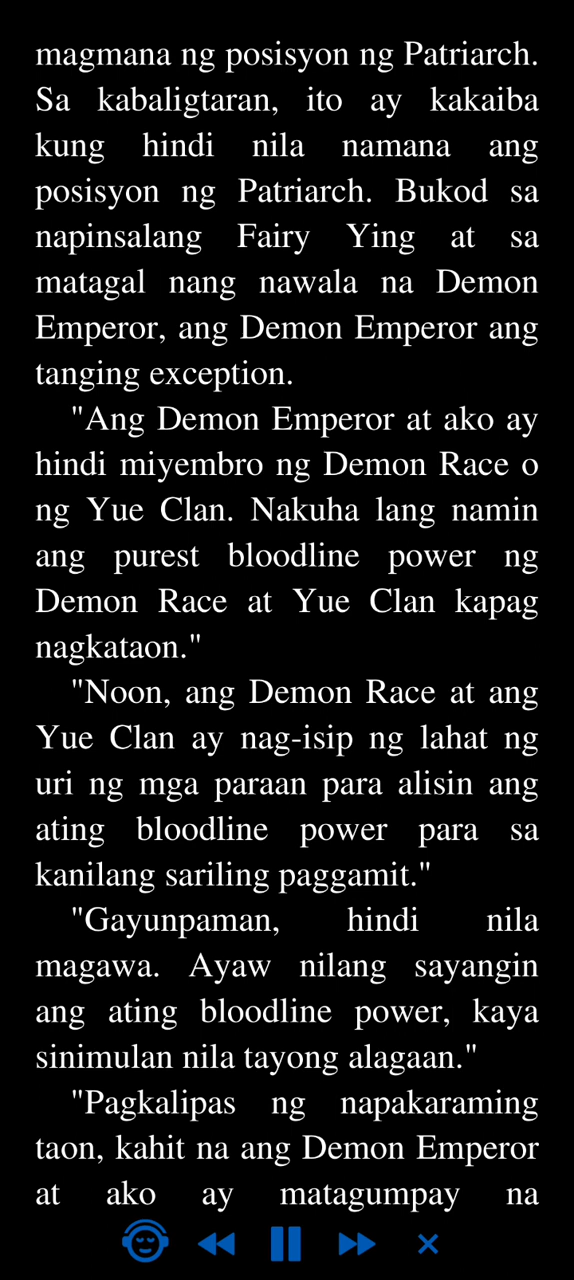 magmana ng posisyon ng Patriarch.
Sa kabaligtaran, ito ay kakaiba
kung hindi nila namana ang
posisyon ng Patriarch. Bukod sa
napinsalang Fairy Ying at sa
matagal nang nawala na Demon
Emperor, ang Demon Emperor ang
tanging exception.
"Ang Demon Emperor at ako ay
hindi miyembro ng Demon Race o
ng Yue Clan. Nakuha lang namin
ang purest bloodline power ng
Demon Race at Yue Clan kapag
nagkataon."
"Noon, ang Demon Race at ang
Yue Clan ay nag-isip ng lahat ng
uri ng mga paraan para alisin ang
ating bloodline power para sa
kanilang sariling paggamit."
"Gayunpaman, hindi nila
magawa. Ayaw nilang sayangin
ang ating bloodline power, kaya
sinimulan nila tayong alagaan."
"Pagkalipas ng napakaraming
taon, kahit na ang Demon Emperor
at ako ay matagumpay na